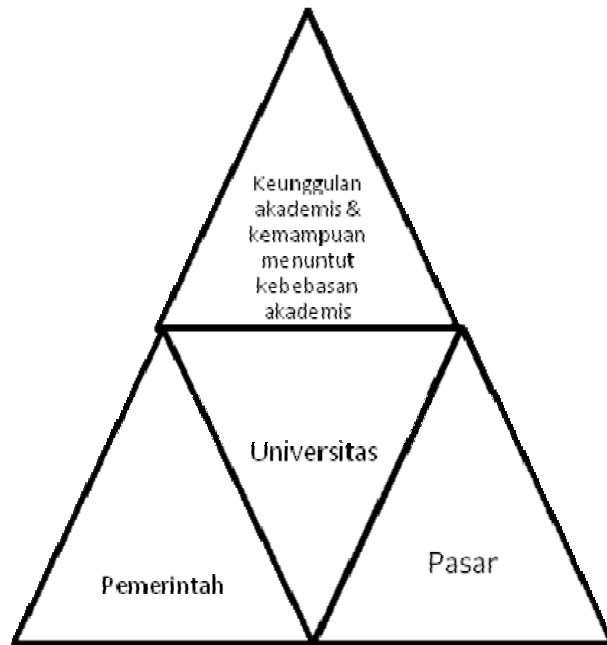 Keunggulan
akademis &
kemampuan
menuntut
kebebasan
akademis
Universitas
Pemerintah
Pasar